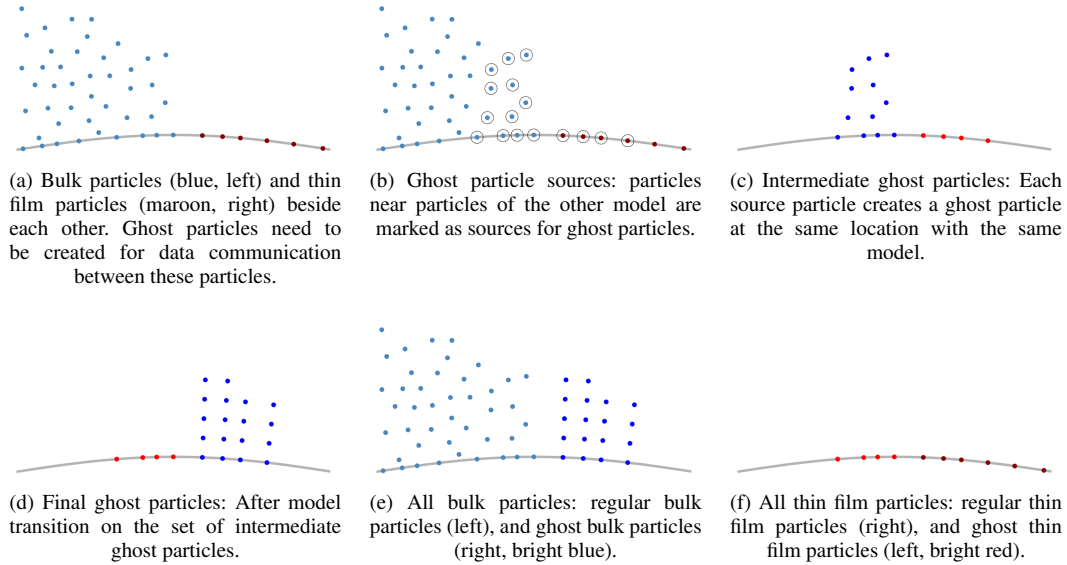 (a) Bulk particles (blue, left) and thin
film particles (maroon, right) beside
each other. Ghost particles need to
be created for data communication
between these particles.
(b) Ghost particle sources: particles
near particles of the other model are
marked as sources for ghost particles.
(c) Intermediate ghost particles: Each
source particle creates a ghost particle
at the same location with the same
model.
(d) Final ghost particles: After model
transition on the set of intermediate
ghost particles.
(e) All bulk particles: regular bulk
particles (left), and ghost bulk particles
(right, bright blue).
(f) All thin film particles: regular thin
film particles (right), and ghost thin
film particles (left, bright red).